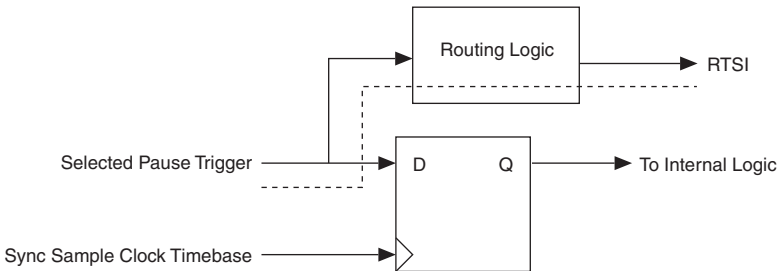 Routing Logic
RTSI
Selected Pause Trigger
D
Q
To Internal Logic
Sync Sample Clock Timebase